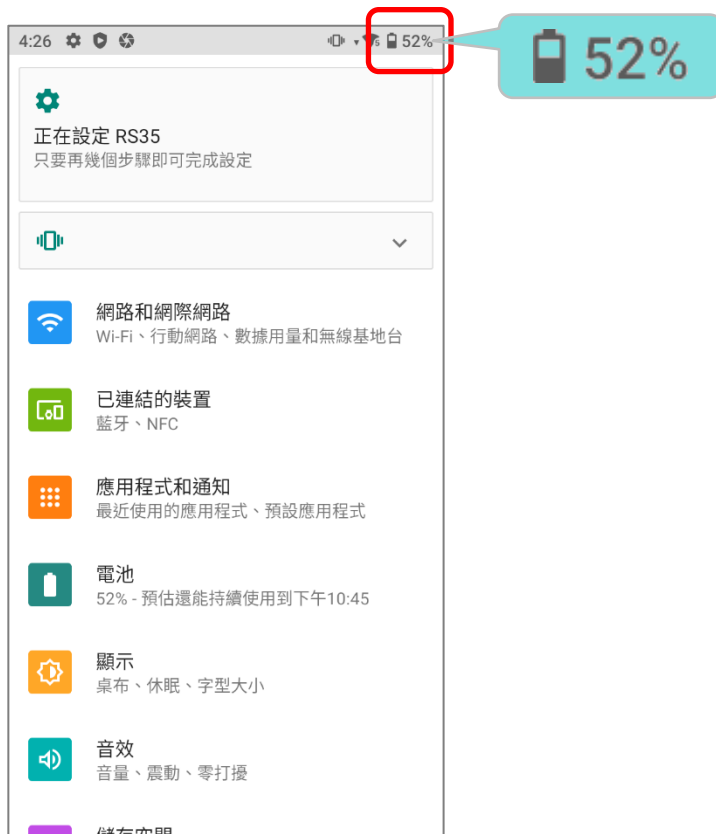 4:26
52%
52%
正在設定 RS35
只要再幾個步驟即可完成設定
網路和網際網路
Wi-Fi、行動網路、數據用量和無線基地台
已連結的裝置
藍牙、NFC
應用程式和通知
最近使用的應用程式、預設應用程式
電池
52% - 預估還能持續使用到下午10:45
顯示
桌布、休眠、字型大小
音效
音量、震動、零打擾
儲存空間